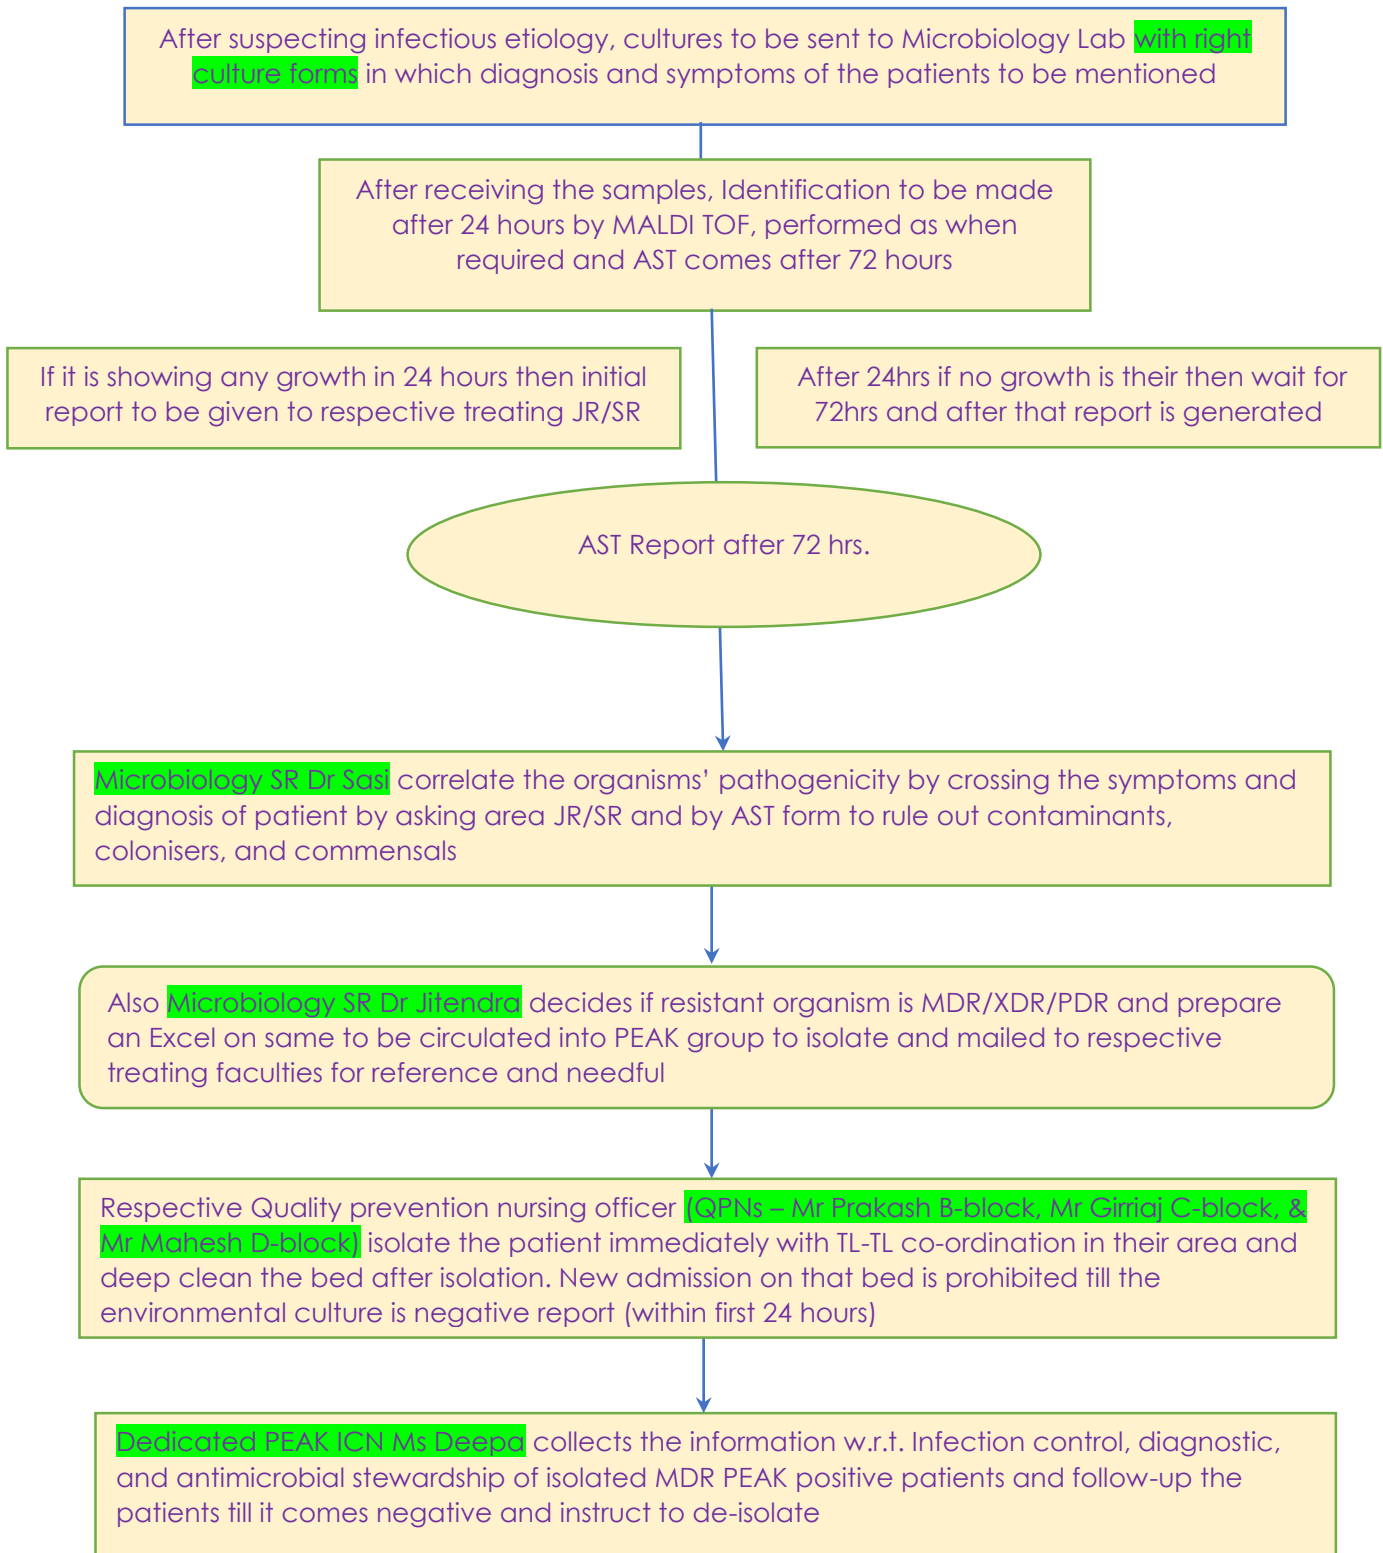 After suspecting infectious etiology, cultures to be sent to Microbiology Lab with right
culture forms in which diagnosis and symptoms of the patients to be mentioned
After receiving the samples, Identification to be made
after 24 hours by MALDI TOF, performed as when
required and AST comes after 72 hours
If it is showing any growth in 24 hours then initial
report to be given to respective treating JR/SR
After 24hrs if no growth is their then wait for
72hrs and after that report is generated
AST Report after 72 hrs.
Microbiology SR Dr Sasi correlate the organisms’ pathogenicity by crossing the symptoms and
diagnosis of patient by asking area JR/SR and by AST form to rule out contaminants,
colonisers, and commensals
Also Microbiology SR Dr Jitendra decides if resistant organism is MDR/XDR/PDR and prepare
an Excel on same to be circulated into PEAK group to isolate and mailed to respective
treating faculties for reference and needful
Respective Quality prevention nursing officer (QPNs – Mr Prakash B-block, Mr Girriaj C-block, &
Mr Mahesh D-block) isolate the patient immediately with TL-TL co-ordination in their area and
deep clean the bed after isolation. New admission on that bed is prohibited till the
environmental culture is negative report (within first 24 hours)
Dedicated PEAK ICN Ms Deepa collects the information w.r.t. Infection control, diagnostic,
and antimicrobial stewardship of isolated MDR PEAK positive patients and follow-up the
patients till it comes negative and instruct to de-isolate